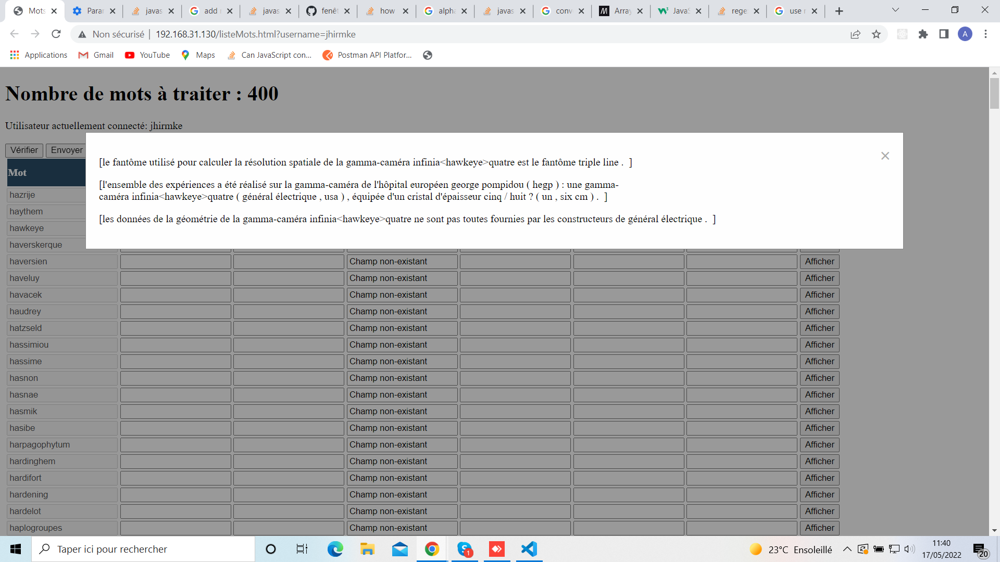 Mots
Parar
javas
add r
javas
fenêt
how
alpha
javas
conv
Array
JavaS
rege
use r
Non sécurisé
192.168.31.130/listeMots.html?username=jhirmke
A
Applications
Gmail
YouTube
Maps
Can JavaScript con...
Postman API Platfor...
Nombre de mots à traiter : 400
Utilisateur actuellement connecté: jhirmke
Vérifier Envoyer
Mot
[le fantôme utilisé pour calculer la résolution spatiale de la gamma-caméra infinia<hawkeye>quatre est le fantôme triple line . ]
[l'ensemble des expériences a été réalisé sur la gamma-caméra de l'hôpital européen george pompidou ( hegp ) : une gamma-
caméra infinia<hawkeye>quatre ( général électrique , usa ) , équipée d'un cristal d'épaisseur cinq / huit ? ( un , six cm ) . ]
[les données de la géométrie de la gamma-caméra infinia<hawkeye>quatre ne sont pas toutes fournies par les constructeurs de général électrique . ]
×
hazrije
haythem
hawkeye
haverskerque
haversien Champ non-existant Afficher
haveluy Champ non-existant Afficher
havacek Champ non-existant Afficher
haudrey Champ non-existant Afficher
hatzseld Champ non-existant Afficher
hassimiou Champ non-existant Afficher
hassime Champ non-existant Afficher
hasnon Champ non-existant Afficher
hasnae Champ non-existant Afficher
hasmik Champ non-existant Afficher
hasibe Champ non-existant Afficher
harpagophytum Champ non-existant Afficher
hardinghem Champ non-existant Afficher
hardifort Champ non-existant Afficher
hardening Champ non-existant Afficher
hardelot Champ non-existant Afficher
haplogroupes Champ non-existant Afficher
Taper ici pour rechercher
1
23°C Ensoleillé
11:40
17/05/2022
20